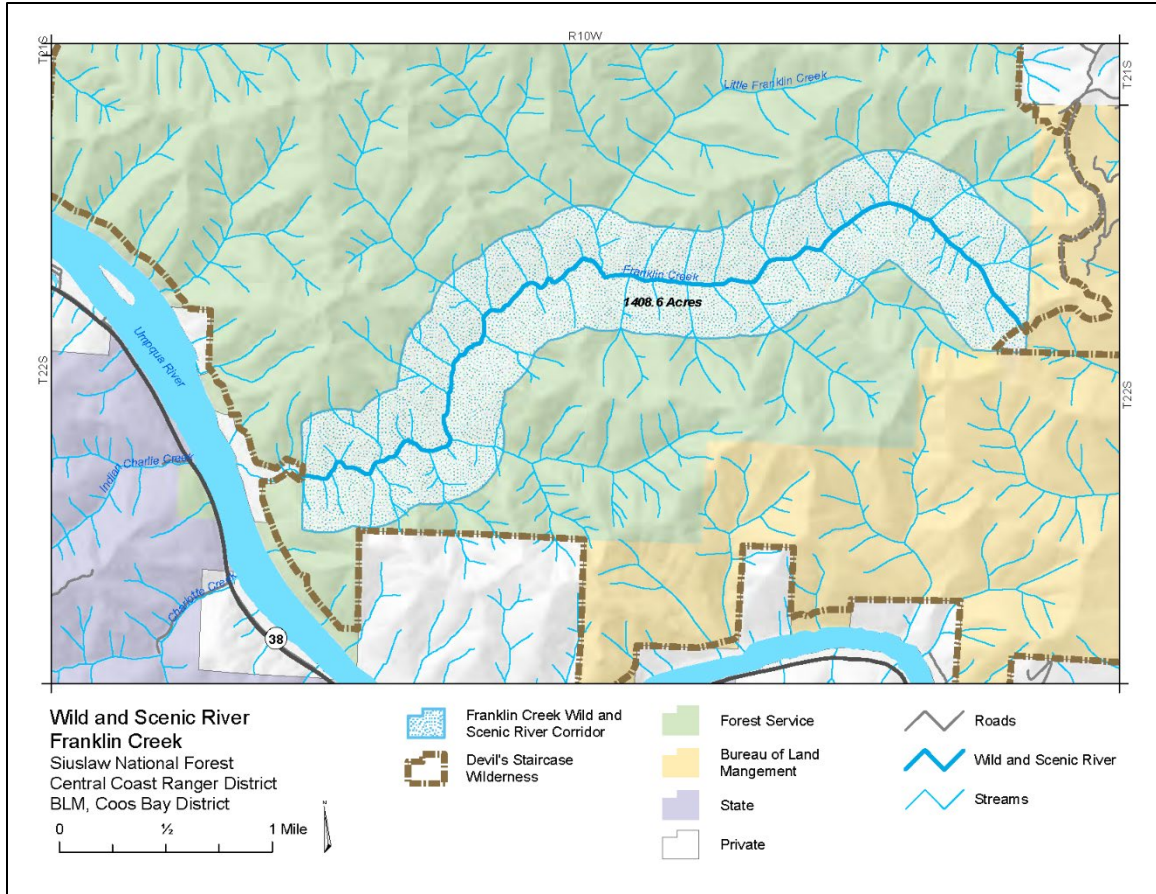 R10W
T21S
T21S
Little Franklin Creek
Franklin Creek
1408.6 Acres
Umpqua River
T22S
T22S
Indian Charlie Creek
Charlotte Creek
38
Wild and Scenic River
Franklin Creek
Siuslaw National Forest
Central Coast Ranger District
BLM, Coos Bay District
0 ½ 1 Mile
Franklin Creek Wild and
Scenic River Corridor
Devil's Staircase
Wilderness
Forest Service
Bureau of Land
Mangement
State
Private
Roads
Wild and Scenic River
Streams